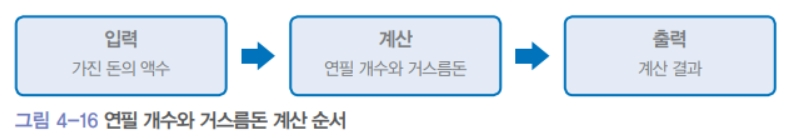 입력
가진 돈의 액수
계산
연필 개수와 거스름돈
출력
계산 결과
그림 4-16 연필 개수와 거스름돈 계산 순서